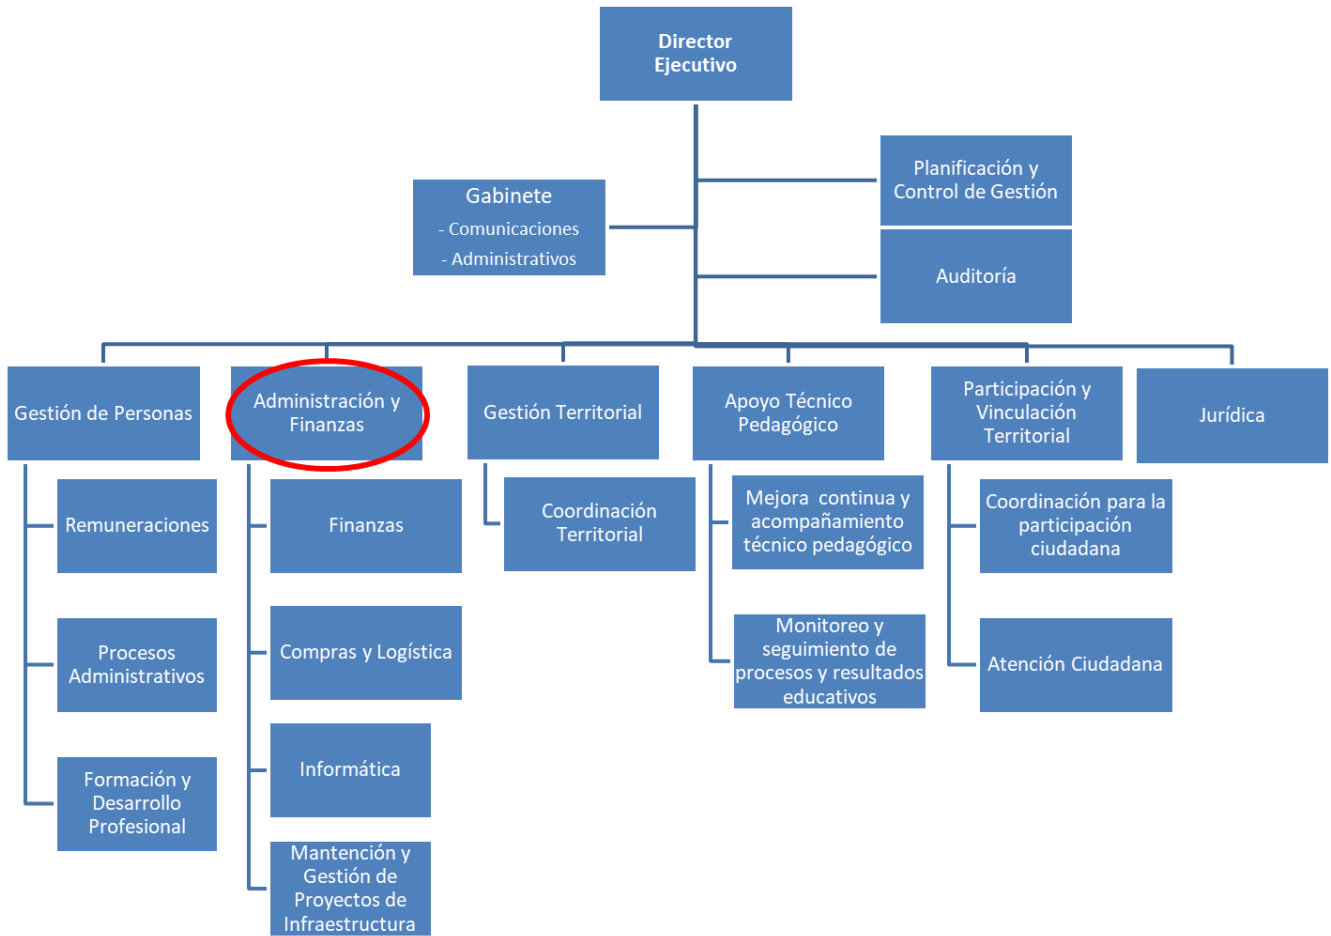 Director
Ejecutivo
Planificación y
Control de Gestión
Gabinete
- Comunicaciones
- Administrativos
Auditoría
Gestión de Personas
Administración y
Finanzas
Gestión Territorial
Apoyo Técnico
Pedagógico
Participación y
Vinculación
Territorial
Jurídica
Remuneraciones
Procesos
Administrativos
Formación y
Desarrollo
Profesional
Finanzas
Compras y Logística
Informática
Mantención y
Gestión de
Proyectos de
Infraestructura
Coordinación
Territorial
Mejora continua y
acompañamiento
técnico pedagógico
Monitoreo y
seguimiento de
procesos y resultados
educativos
Coordinación para la
participación
ciudadana
Atención Ciudadana